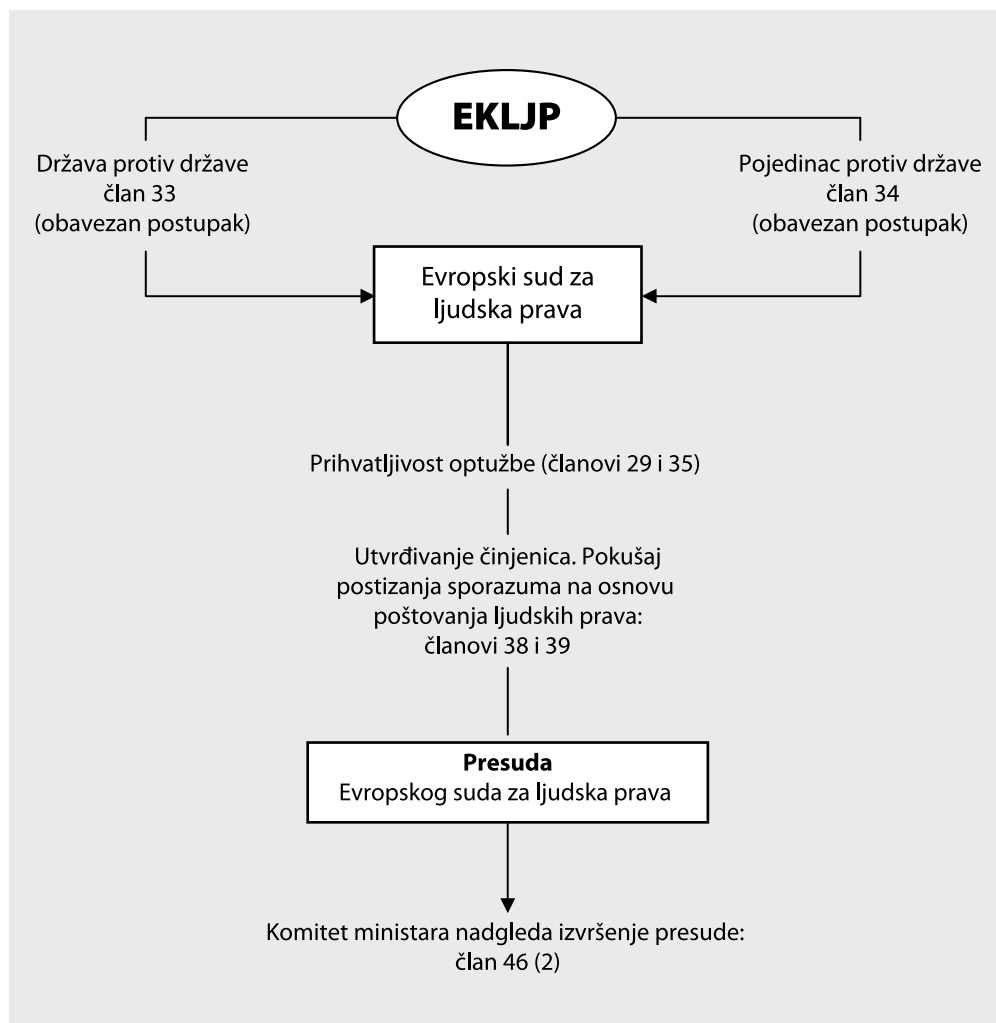 EKLJP
Država protiv države
član 33
(obavezan postupak)
Pojedinac protiv države
član 34
(obavezan postupak)
Evropski sud za
ljudska prava
Prihvatljivost optužbe (članovi 29 i 35)
Utvrđivanje činjenica. Pokušaj
postizanja sporazuma na osnovu
poštovanja ljudskih prava:
članovi 38 i 39
Presuda
Evropskog suda za ljudska prava
Komitet ministara nadgleda izvršenje presude:
član 46 (2)